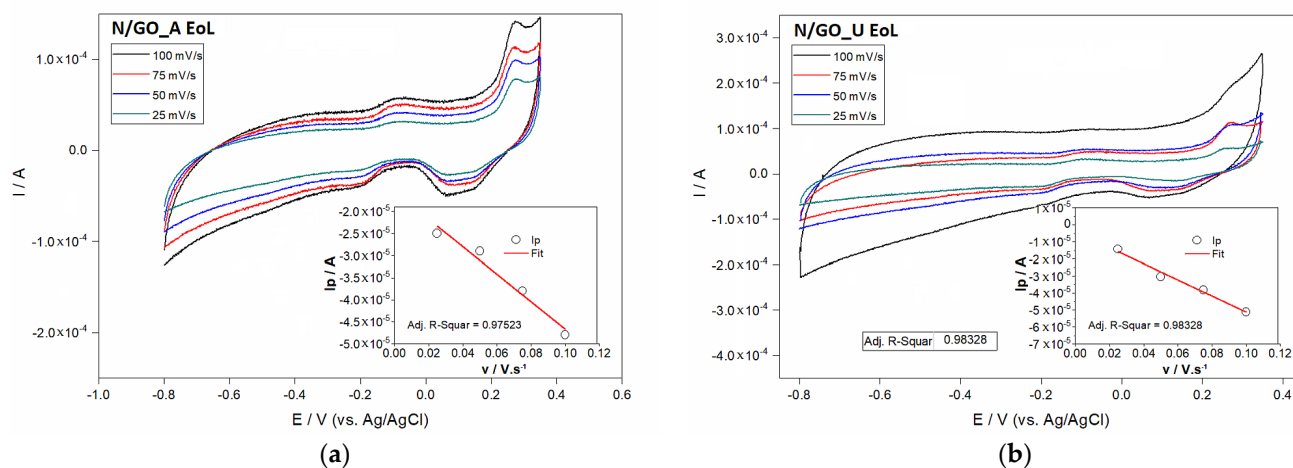 N/GO_A EoL
100 mV/s
75 mV/s
50 mV/s
25 mV/s
1.0×10⁻⁴
0.0
-1.0×10⁻⁴
-2.0×10⁻⁴
I / A
-1.0 -0.8 -0.6 -0.4 -0.2 0.0 0.2 0.4 0.6
E / V (vs. Ag/AgCl)
-2.0×10⁻⁵
-2.5×10⁻⁵
-3.0×10⁻⁵
-3.5×10⁻⁵
-4.0×10⁻⁵
-4.5×10⁻⁵
-5.0×10⁻⁵
Ip / A
Ip
Fit
Adj. R-Squar = 0.97523
0.00 0.02 0.04 0.06 0.08 0.10 0.12
v / V.s⁻¹
(a)
N/GO_U EoL
100 mV/s
75 mV/s
50 mV/s
25 mV/s
3.0×10⁻⁴
2.0×10⁻⁴
1.0×10⁻⁴
0.0
-1.0×10⁻⁴
-2.0×10⁻⁴
-3.0×10⁻⁴
-4.0×10⁻⁴
I / A
-0.8 -0.6 -0.4 -0.2 0.0 0.2 0.4
E / V (vs. Ag/AgCl)
Adj. R-Squar 0.98328
1×10⁻⁵
0
-1×10⁻⁵
-2×10⁻⁵
-3×10⁻⁵
-4×10⁻⁵
-5×10⁻⁵
-6×10⁻⁵
-7×10⁻⁵
Ip / A
Ip
Fit
Adj. R-Squar = 0.98328
0.00 0.02 0.04 0.06 0.08 0.10 0.12
v / V.s⁻¹
(b)